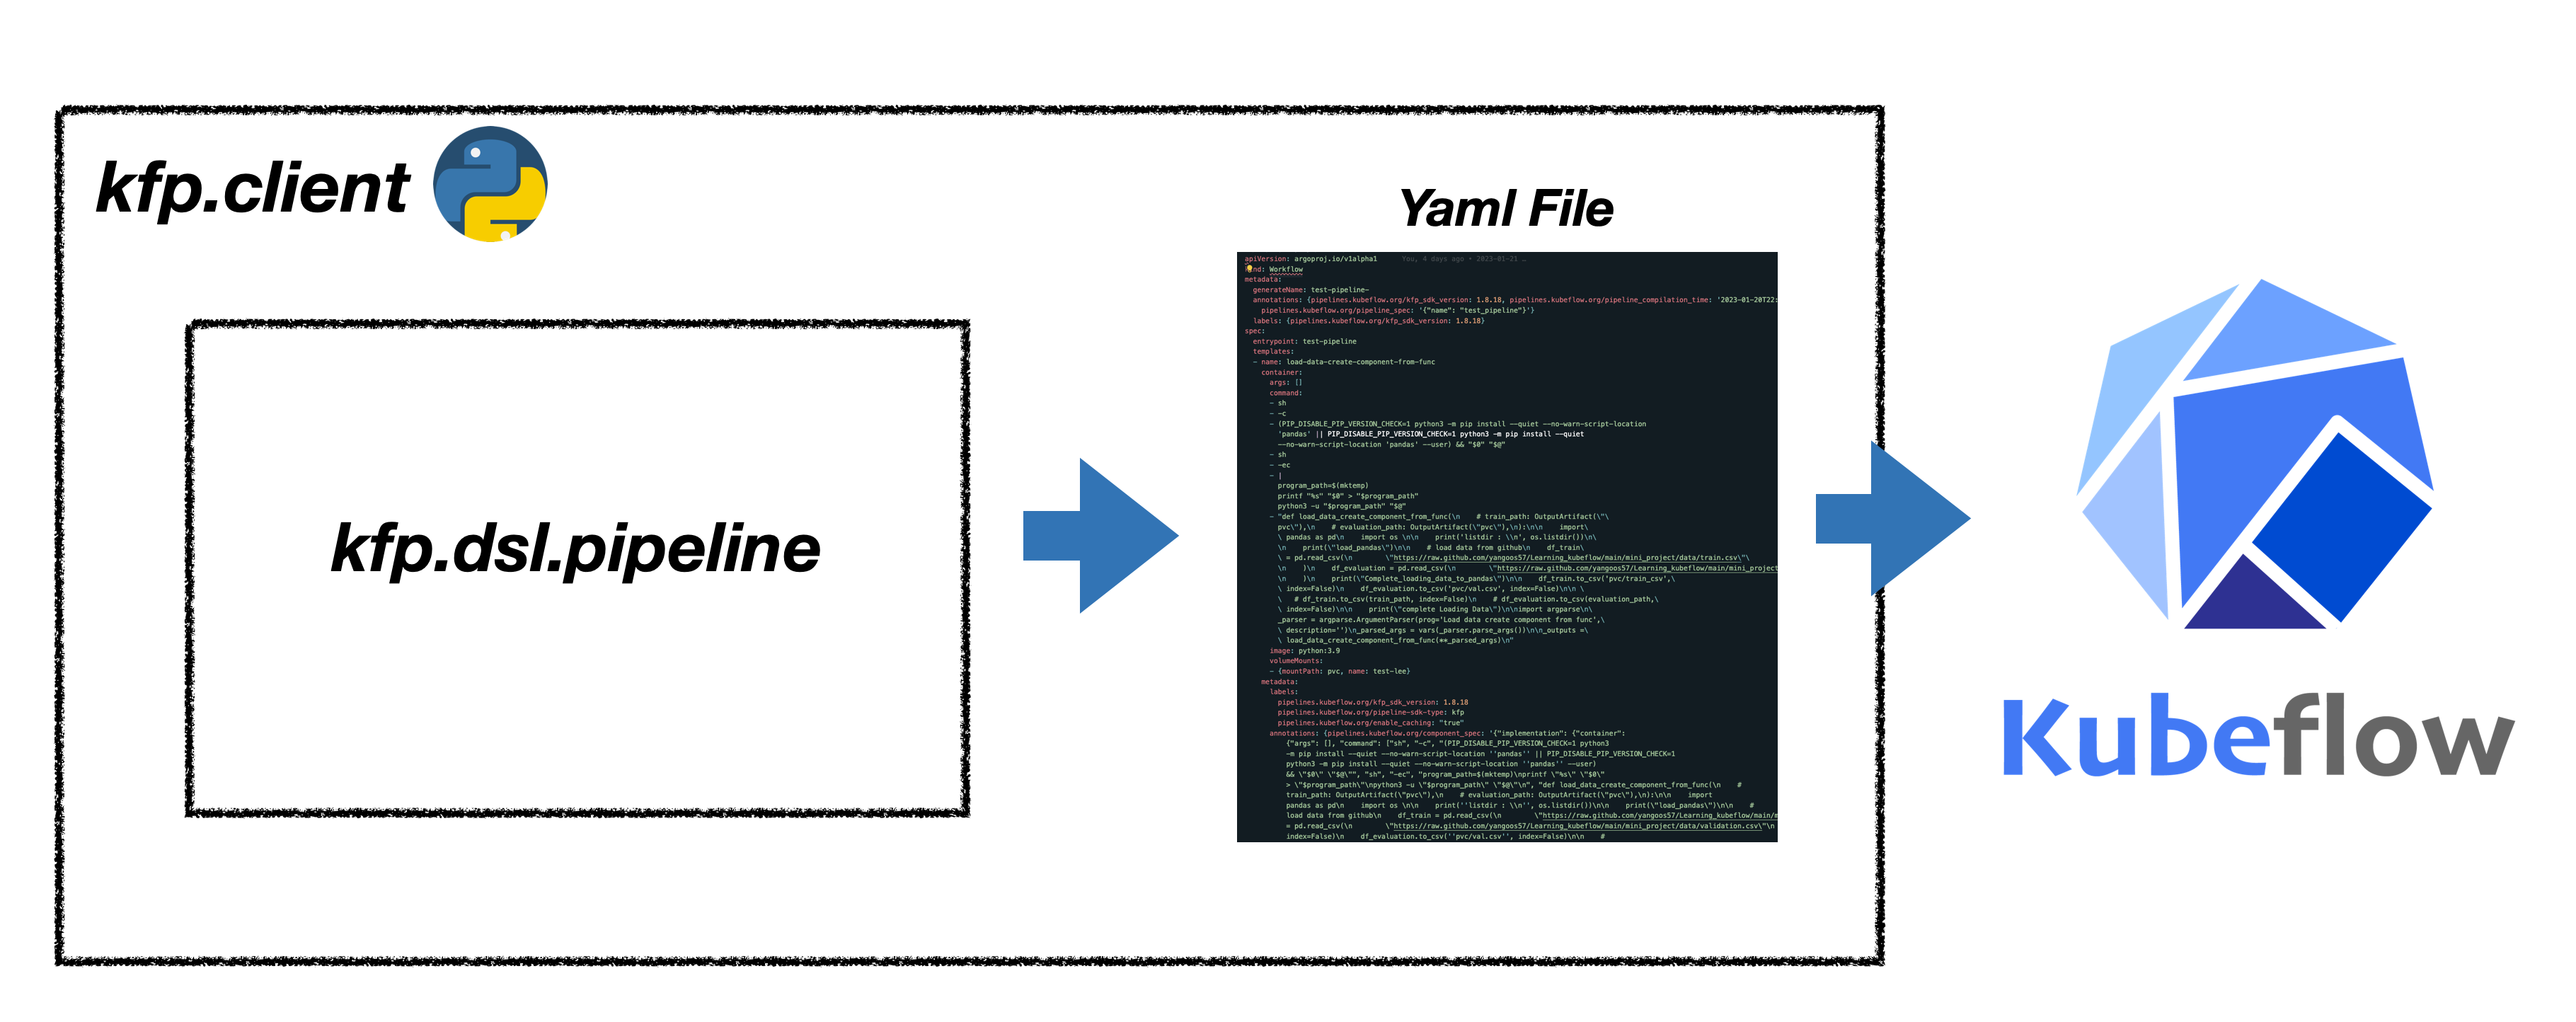 kfp.client
Yaml File
kfp.dsl.pipeline
apiVersion: argoproj.io/v1alpha1 You, 4 days ago • 2023-01-21 …
kind: Workflow
metadata:
generateName: test-pipeline-
annotations: {pipelines.kubeflow.org/kfp_sdk_version: 1.8.18, pipelines.kubeflow.org/pipeline_compilation_time: '2023-01-20T22:
pipelines.kubeflow.org/pipeline_spec: '{"name": "test_pipeline"}'}
labels: {pipelines.kubeflow.org/kfp_sdk_version: 1.8.18}
spec:
entrypoint: test-pipeline
templates:
- name: load-data-create-component-from-func
container:
args: []
command:
- sh
- -c
- (PIP_DISABLE_PIP_VERSION_CHECK=1 python3 -m pip install --quiet --no-warn-script-location
'pandas' || PIP_DISABLE_PIP_VERSION_CHECK=1 python3 -m pip install --quiet
--no-warn-script-location 'pandas' --user) && "$0" "$@"
- sh
- -ec
- |
program_path=$(mktemp)
printf "%s" "$0" > "$program_path"
python3 -u "$program_path" "$@"
- "def load_data_create_component_from_func(\n    # train_path: OutputArtifact(\"\
pvc\"),\n    # evaluation_path: OutputArtifact(\"pvc\"),\n):\n\n    import\
\ pandas as pd\n    import os \n\n    print('listdir : \\n', os.listdir())\n\
\n    print(\"load_pandas\")\n\n    # load data from github\n    df_train\
\ = pd.read_csv(\n        \"https://raw.github.com/yangoos57/Learning_kubeflow/main/mini_project/data/train.csv\"\
\n    )\n    df_evaluation = pd.read_csv(\n        \"https://raw.github.com/yangoos57/Learning_kubeflow/main/mini_project
\n    )\n    print(\"Complete_loading_data_to_pandas\")\n\n    df_train.to_csv('pvc/train_csv',\
\ index=False)\n    df_evaluation.to_csv('pvc/val.csv', index=False)\n\n \
\   # df_train.to_csv(train_path, index=False)\n    # df_evaluation.to_csv(evaluation_path,\
\ index=False)\n\n    print(\"complete Loading Data\")\n\nimport argparse\n\
_parser = argparse.ArgumentParser(prog='Load data create component from func',\
\ description='')\n_parsed_args = vars(_parser.parse_args())\n\n_outputs =\
\ load_data_create_component_from_func(**_parsed_args)\n"
image: python:3.9
volumeMounts:
- {mountPath: pvc, name: test-lee}
metadata:
labels:
pipelines.kubeflow.org/kfp_sdk_version: 1.8.18
pipelines.kubeflow.org/pipeline-sdk-type: kfp
pipelines.kubeflow.org/enable_caching: "true"
annotations: {pipelines.kubeflow.org/component_spec: '{"implementation": {"container":
{"args": [], "command": ["sh", "-c", "(PIP_DISABLE_PIP_VERSION_CHECK=1 python3
-m pip install --quiet --no-warn-script-location ''pandas'' || PIP_DISABLE_PIP_VERSION_CHECK=1
python3 -m pip install --quiet --no-warn-script-location ''pandas'' --user)
&& \"$0\" \"$@\"", "sh", "-ec", "program_path=$(mktemp)\nprintf \"%s\" \"$0\"
> \"$program_path\"\npython3 -u \"$program_path\" \"$@\"\n", "def load_data_create_component_from_func(\n    #
train_path: OutputArtifact(\"pvc\"),\n    # evaluation_path: OutputArtifact(\"pvc\"),\n):\n\n    import
pandas as pd\n    import os \n\n    print(''listdir : \\n'', os.listdir())\n\n    print(\"load_pandas\")\n\n    #
load data from github\n    df_train = pd.read_csv(\n        \"https://raw.github.com/yangoos57/Learning_kubeflow/main/m
= pd.read_csv(\n        \"https://raw.github.com/yangoos57/Learning_kubeflow/main/mini_project/data/validation.csv\"\n
index=False)\n    df_evaluation.to_csv(''pvc/val.csv'', index=False)\n\n    #
Kubeflow